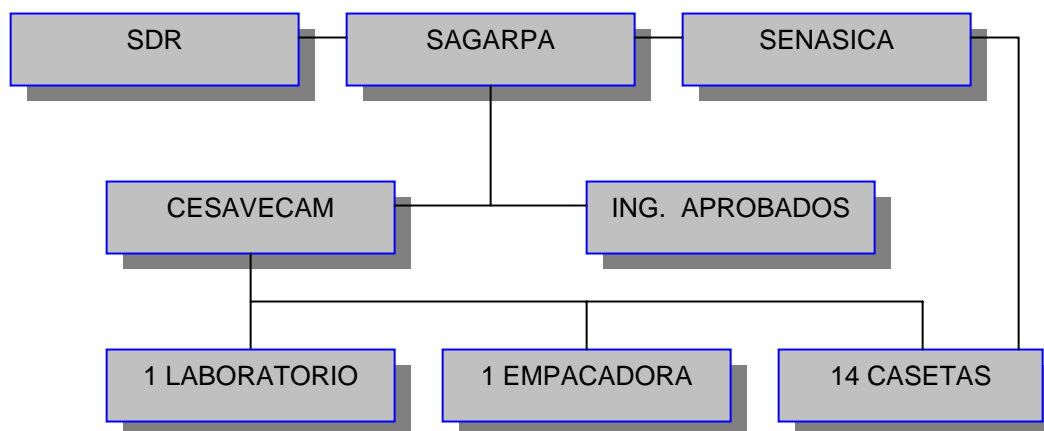 SDR
SAGARPA
SENASICA
CESAVECAM
ING. APROBADOS
1 LABORATORIO
1 EMPACADORA
14 CASETAS